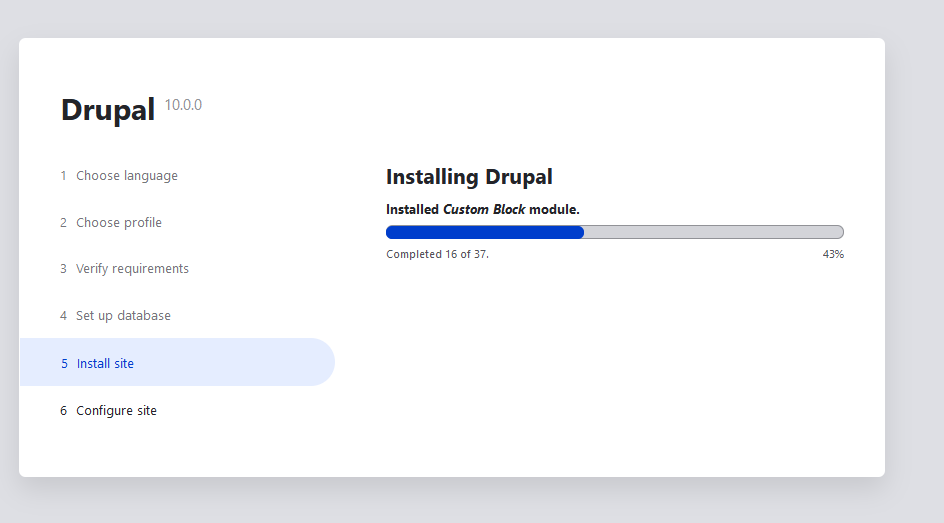 Drupal 10.0.0
1 Choose language
2 Choose profile
3 Verify requirements
4 Set up database
5 Install site
6 Configure site
Installing Drupal
Installed Custom Block module.
Completed 16 of 37. 43%